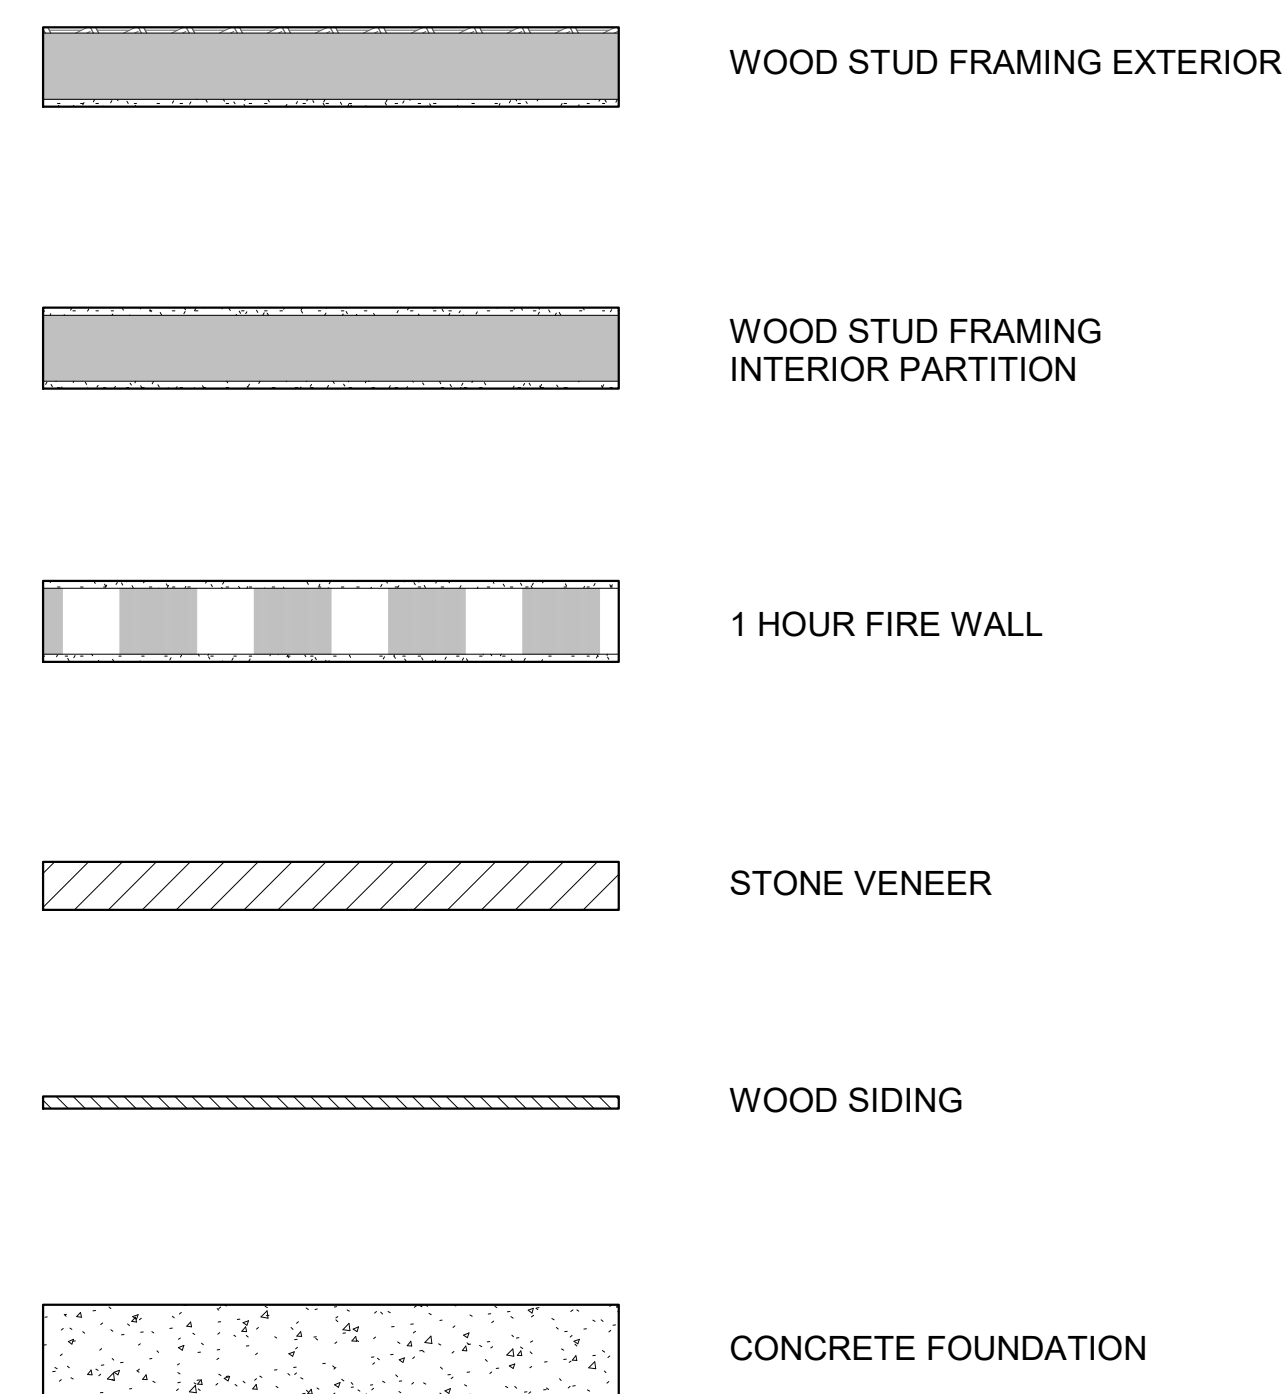 WOOD STUD FRAMING EXTERIOR
WOOD STUD FRAMING
INTERIOR PARTITION
1 HOUR FIRE WALL
STONE VENEER
WOOD SIDING
CONCRETE FOUNDATION